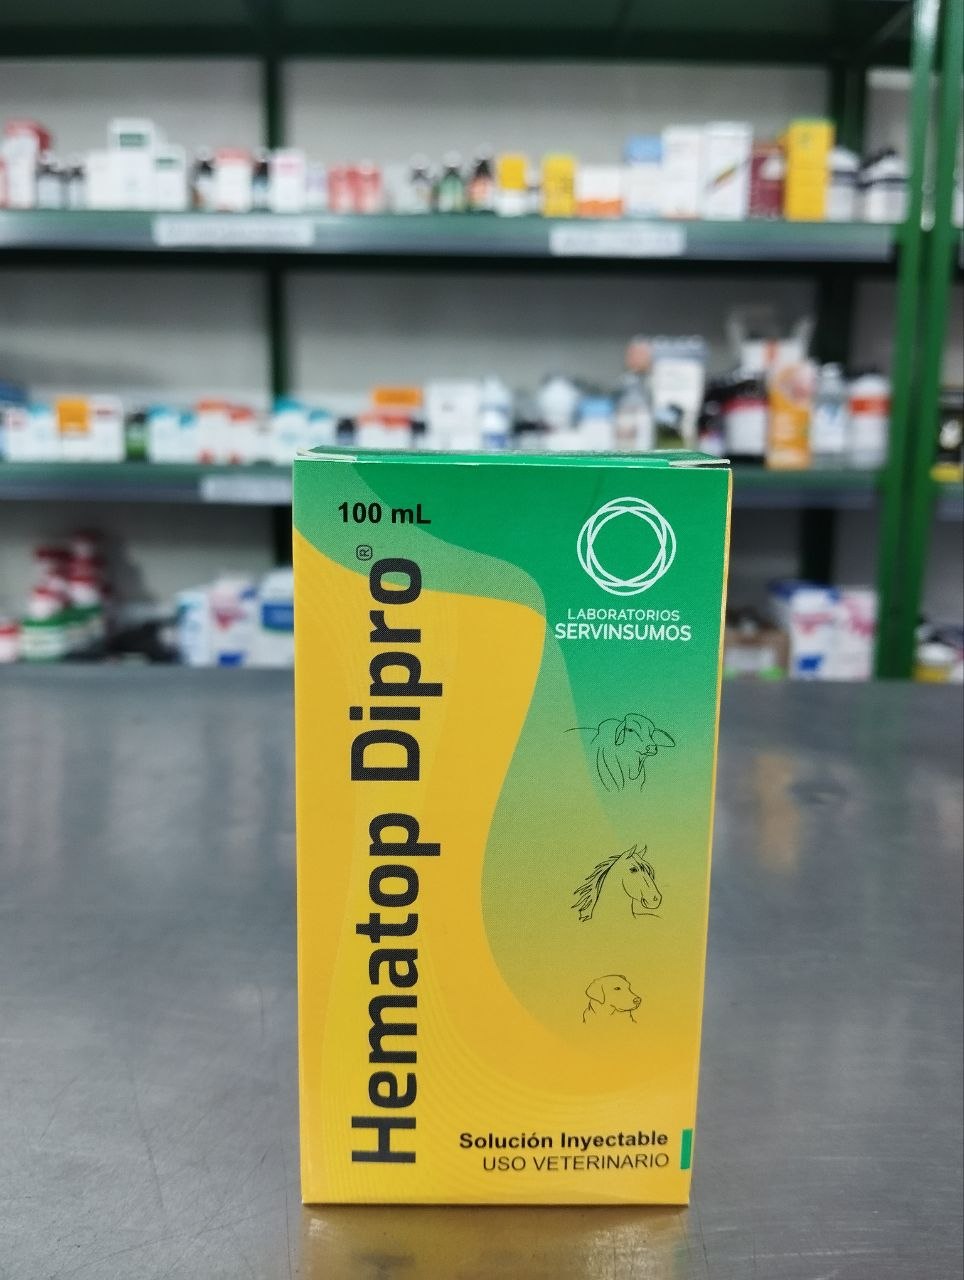 100 mL
Hematop Dipro®
LABORATORIOS
SERVINSUMOS
Solución Inyectable
USO VETERINARIO